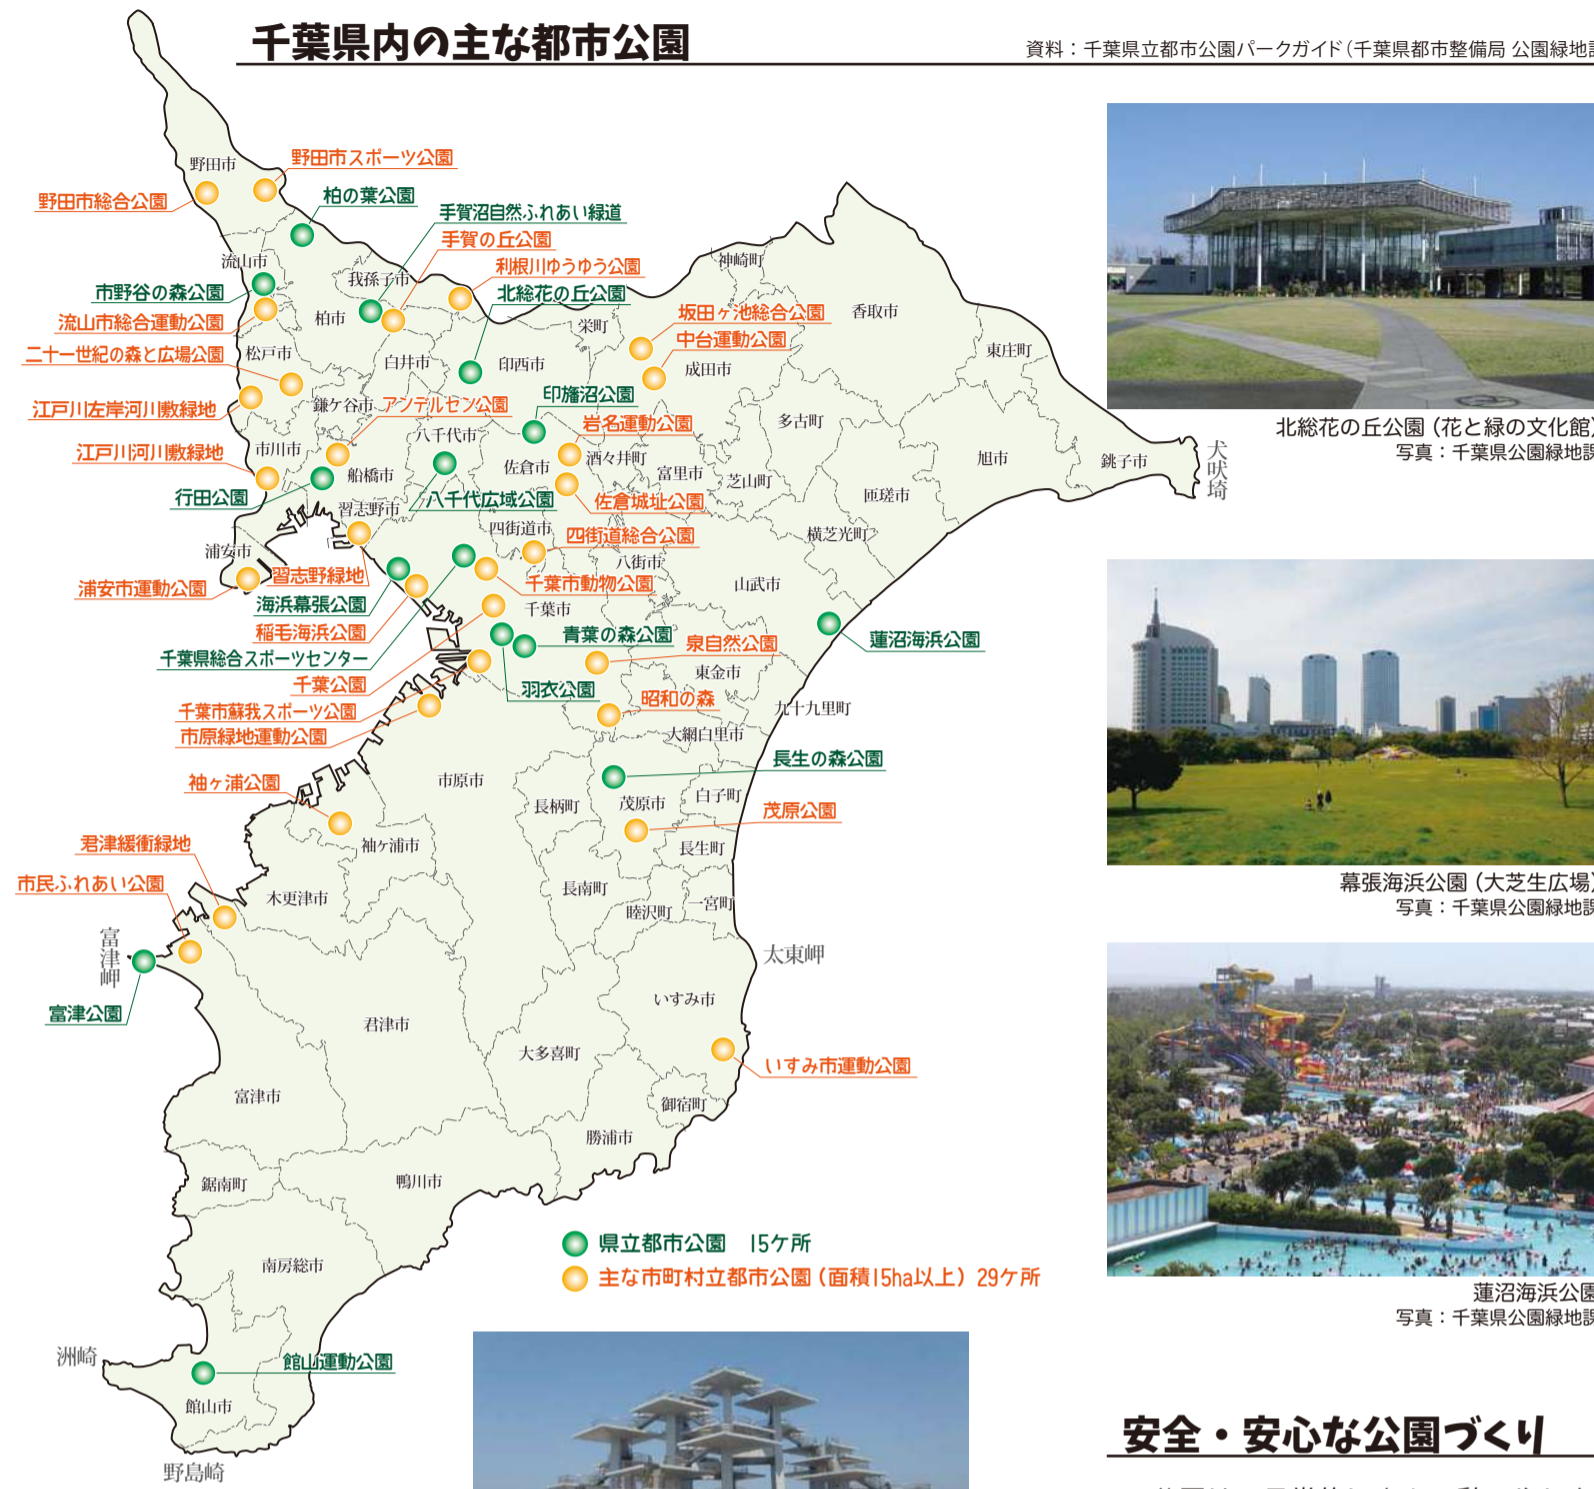 千葉県内の主な都市公園
資料：千葉県立都市公園パークガイド（千葉県都市整備局 公園緑地課
野田市
野田市スポーツ公園
野田市総合公園
柏の葉公園
手賀沼自然ふれあい緑道
手賀の丘公園
利根川ゆうゆう公園
北総花の丘公園
流山市
我孫子市
神崎町
市野谷の森公園
流山市総合運動公園
柏市
坂田ヶ池総合公園
中台運動公園
香取市
栄町
東庄町
二十一世紀の森と広場公園
松戸市
白井市
印西市
成田市
江戸川左岸河川敷緑地
鎌ケ谷市
アンデルセン公園
印旛沼公園
岩名運動公園
多古町
江戸川河川敷緑地
市川市
八千代市
船橋市
佐倉市
酒々井町
富里市
芝山町
旭市
銚子市
犬吠埼
匝瑳市
行田公園
八千代広域公園
佐倉城址公園
習志野市
四街道市
四街道総合公園
横芝光町
浦安市
八街市
山武市
浦安市運動公園
習志野緑地
千葉市動物公園
海浜幕張公園
千葉市
稲毛海浜公園
青葉の森公園
蓮沼海浜公園
千葉県総合スポーツセンター
泉自然公園
東金市
千葉公園
羽衣公園
昭和の森
九十九里町
千葉市蘇我スポーツ公園
市原緑地運動公園
大網白里市
長生の森公園
袖ヶ浦公園
市原市
長柄町
茂原市
白子町
茂原公園
君津緩衝緑地
袖ケ浦市
長生町
市民ふれあい公園
木更津市
長南町
睦沢町
一宮町
富津岬
太東岬
富津公園
君津市
いすみ市
大多喜町
いすみ市運動公園
富津市
御宿町
勝浦市
鋸南町
鴨川市
県立都市公園　15ケ所
主な市町村立都市公園（面積15ha以上）29ケ所
南房総市
洲崎
館山運動公園
館山市
野島崎
北総花の丘公園（花と緑の文化館）
写真：千葉県公園緑地課
幕張海浜公園（大芝生広場）
写真：千葉県公園緑地課
蓮沼海浜公園
写真：千葉県公園緑地課
安全・安心な公園づくり